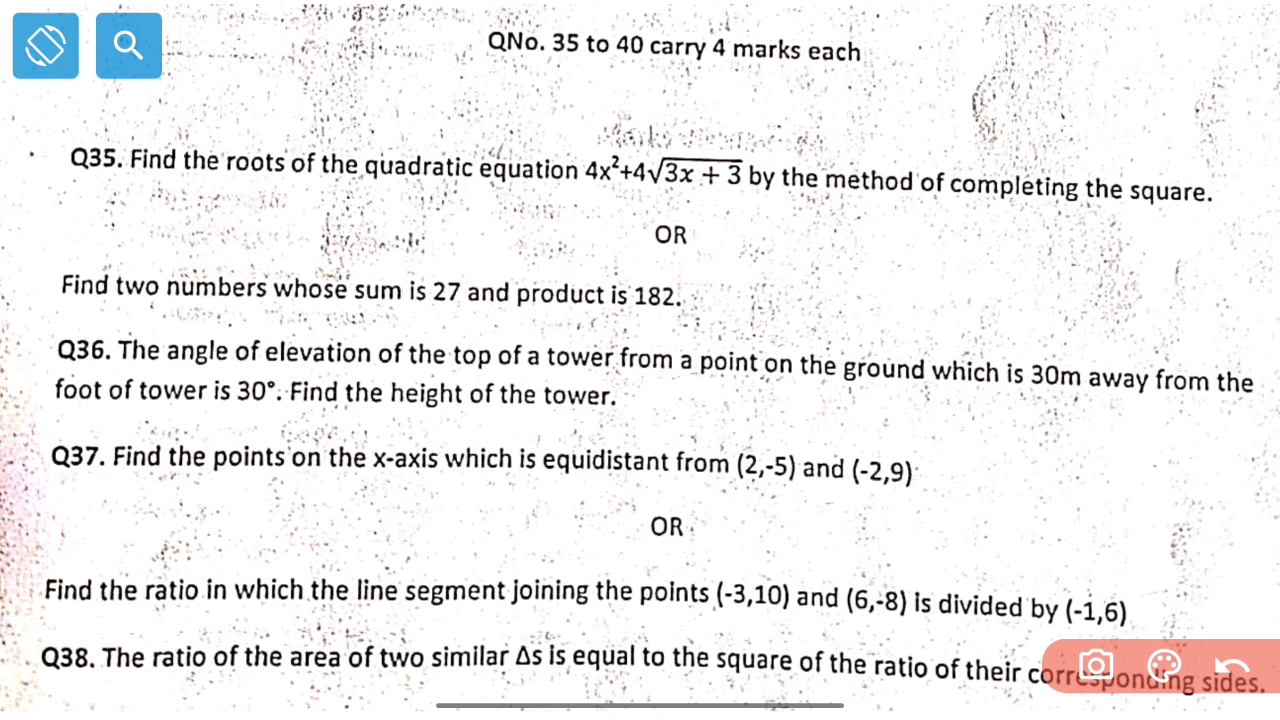 QNo. 35 to 40 carry 4 marks each
Q35. Find the roots of the quadratic equation 4x²+4√3x + 3 by the method of completing the square.
OR
Find two numbers whose sum is 27 and product is 182.
Q36. The angle of elevation of the top of a tower from a point on the ground which is 30m away from the
foot of tower is 30°. Find the height of the tower.
Q37. Find the points on the x-axis which is equidistant from (2,-5) and (-2,9)
OR
Find the ratio in which the line segment joining the points (-3,10) and (6,-8) is divided by (-1,6)
Q38. The ratio of the area of two similar Δs is equal to the square of the ratio of their corresponding sides.